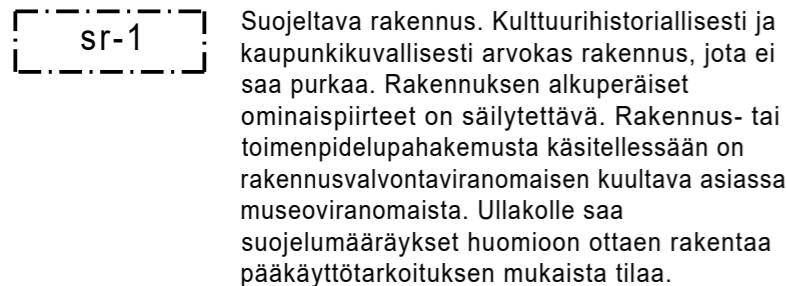 sr-1
Suojeltava rakennus. Kulttuurihistoriallisesti ja
kaupunkikuvallisesti arvokas rakennus, jota ei
saa purkaa. Rakennuksen alkuperäiset
ominaispiirteet on säilytettävä. Rakennus- tai
toimenpidelupahakemusta käsitellessään on
rakennusvalvontaviranomaisen kuultava asiassa
museoviranomaista. Ullakolle saa
suojelumääräykset huomioon ottaen rakentaa
pääkäyttötarkoituksen mukaista tilaa.